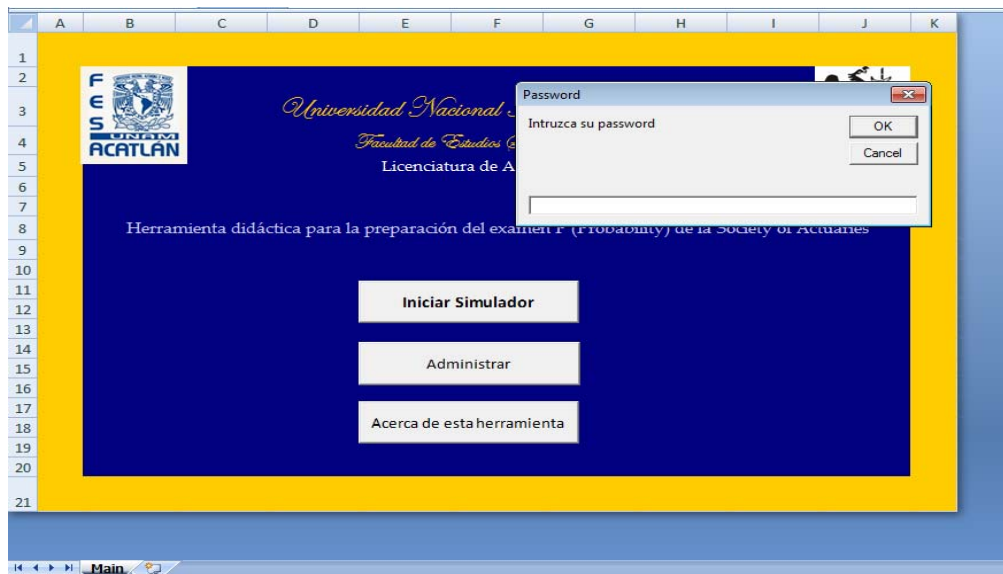 A B C D E F G H I J K
1
2
3
4
5
6
7
8
9
10
11
12
13
14
15
16
17
18
19
20
21
FES
UNAM
ACATLÁN
Universidad Nacional
Facultad de Estudios
Licenciatura de A
Password
Intruzca su password
OK
Cancel
Herramienta didáctica para la preparación del examen P (Probability) de la Society of Actuaries
Iniciar Simulador
Administrar
Acerca de esta herramienta
Main